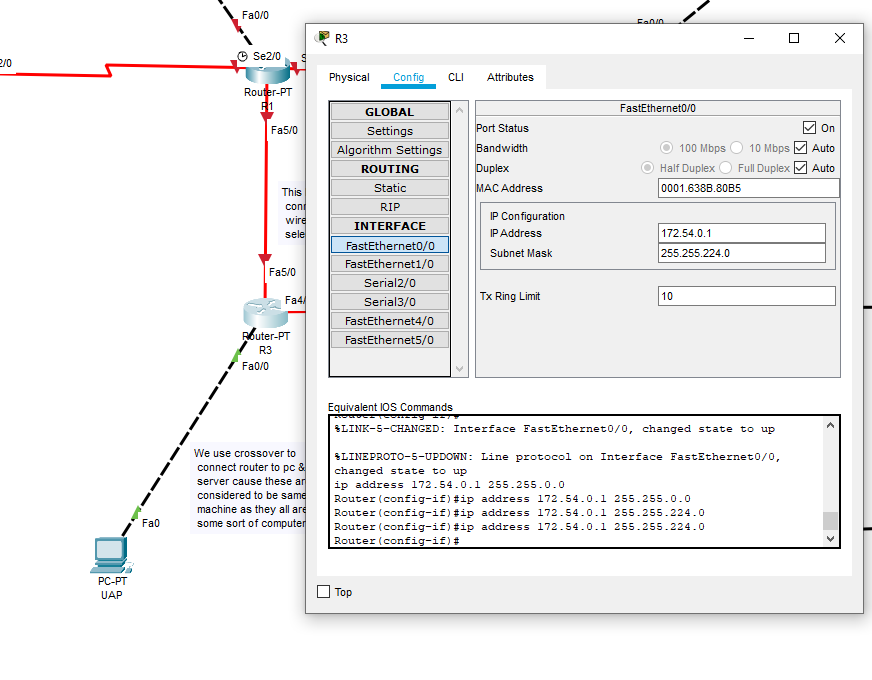 Fa0/0
Fa0/0
2/0
Se2/0
S
Router-PT
R1
Fa5/0
This
conn
wire
sele
Fa5/0
Fa4/
Router-PT
R3
Fa0/0
We use crossover to
connect router to pc &
server cause these ar
considered to be same
machine as they all are
some sort of computer
Fa0
PC-PT
UAP
R3
Physical
Config
CLI
Attributes
GLOBAL
Settings
Algorithm Settings
ROUTING
Static
RIP
INTERFACE
FastEthernet0/0
FastEthernet1/0
Serial2/0
Serial3/0
FastEthernet4/0
FastEthernet5/0
FastEthernet0/0
Port Status On
Bandwidth 100 Mbps 10 Mbps Auto
Duplex Half Duplex Full Duplex Auto
MAC Address 0001.638B.80B5
IP Configuration
IP Address 172.54.0.1
Subnet Mask 255.255.224.0
Tx Ring Limit 10
Equivalent IOS Commands
Router(config-if)#
%LINK-5-CHANGED: Interface FastEthernet0/0, changed state to up
%LINEPROTO-5-UPDOWN: Line protocol on Interface FastEthernet0/0,
changed state to up
ip address 172.54.0.1 255.255.0.0
Router(config-if)#ip address 172.54.0.1 255.255.0.0
Router(config-if)#ip address 172.54.0.1 255.255.224.0
Router(config-if)#ip address 172.54.0.1 255.255.224.0
Router(config-if)#
Top